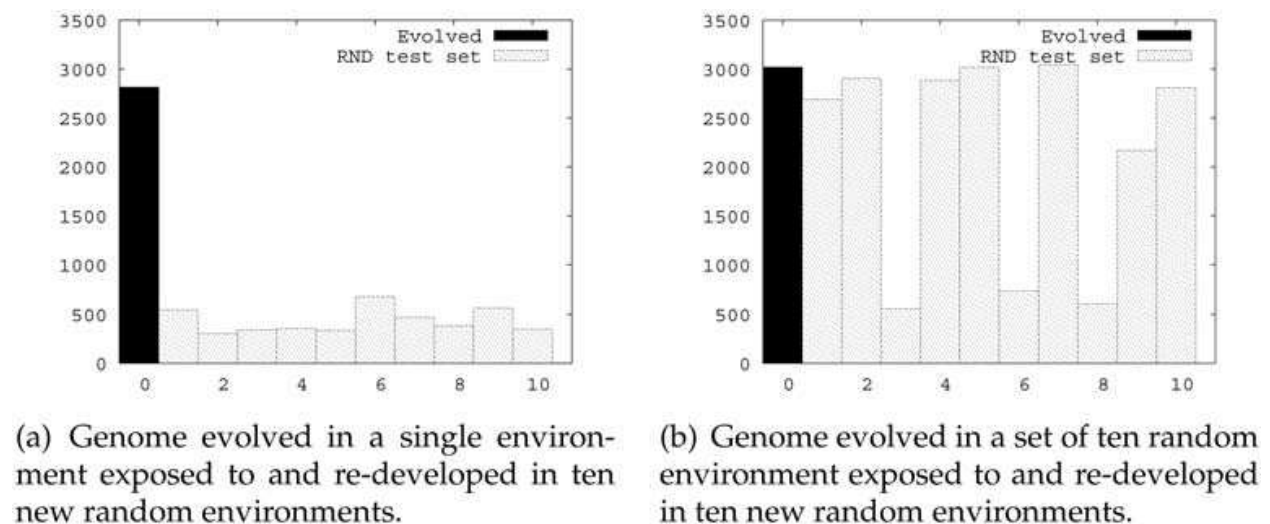 3500
3000
2500
2000
1500
1000
500
0
Evolved
RND test set
0 2 4 6 8 10
(a) Genome evolved in a single environ-
ment exposed to and re-developed in ten
new random environments.
3500
3000
2500
2000
1500
1000
500
0
Evolved
RND test set
0 2 4 6 8 10
(b) Genome evolved in a set of ten random
environment exposed to and re-developed
in ten new random environments.